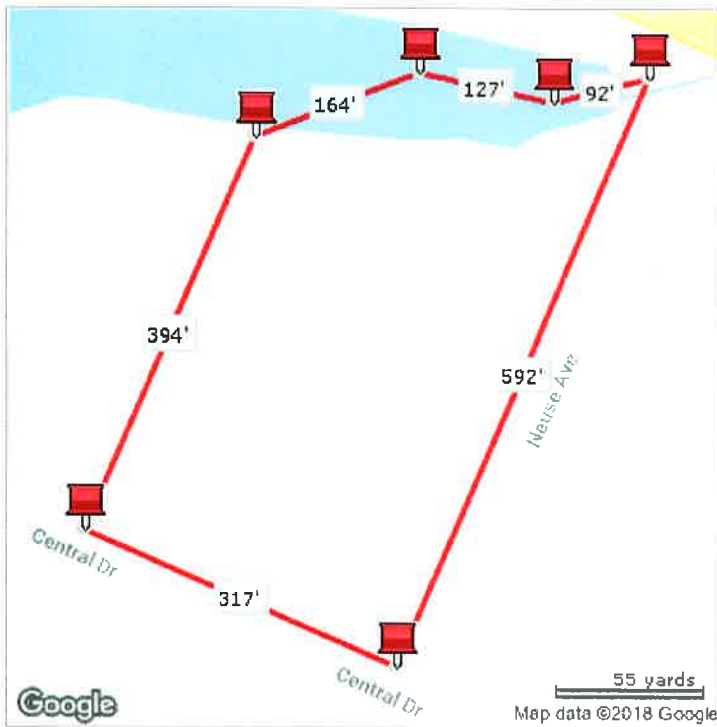 164'
127'
92'
394'
592'
Neuse Ave
Central Dr
317'
Central Dr
55 yards
Google
Map data ©2018 Google